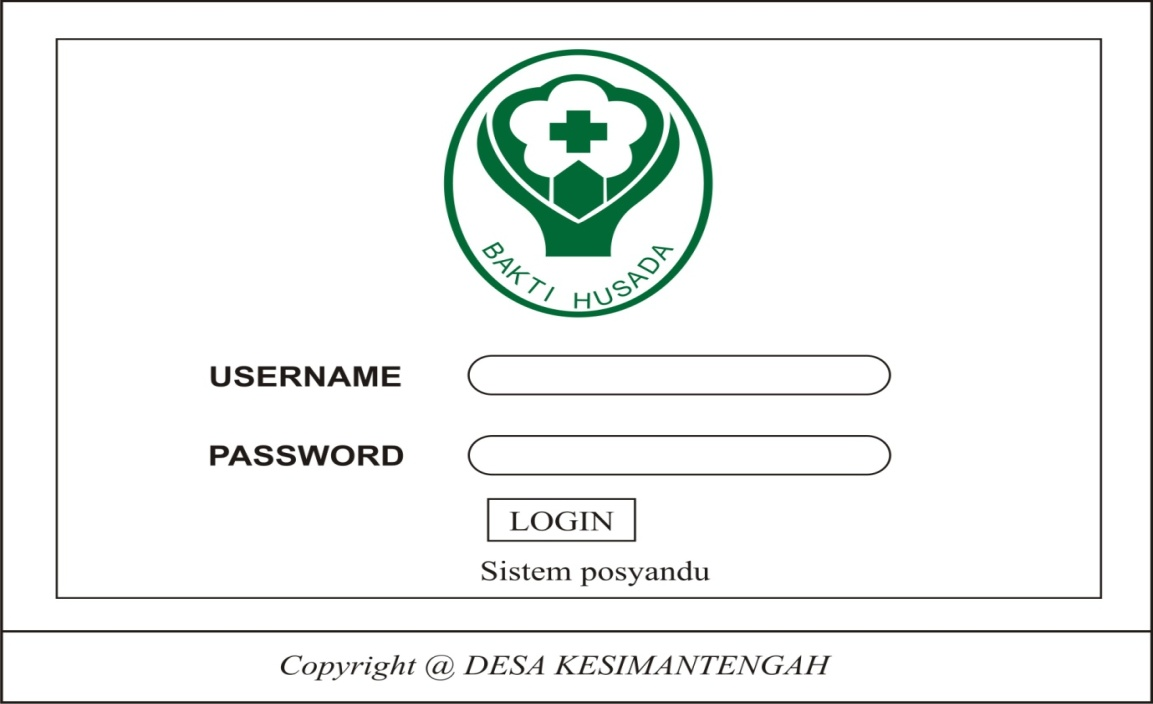 BAKTI HUSADA
USERNAME
PASSWORD
LOGIN
Sistem posyandu
Copyright @ DESA KESIMANTENGAH